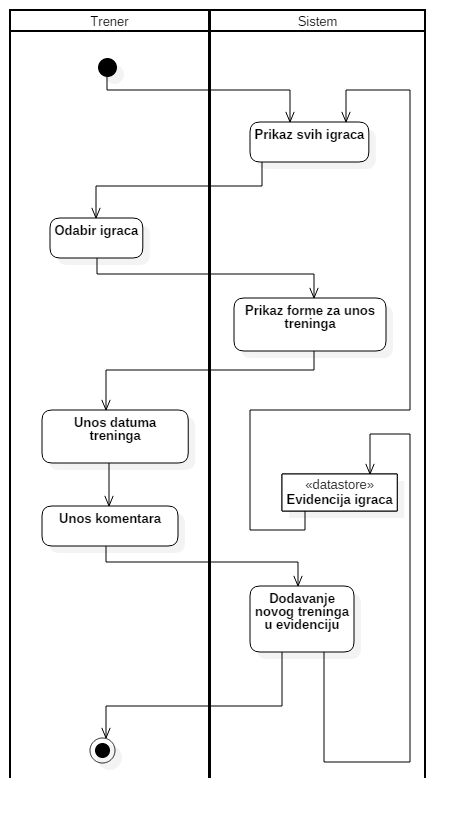 Trener
Sistem
Prikaz svih igraca
Odabir igraca
Prikaz forme za unos
treninga
Unos datuma
treninga
«datastore»
Evidencija igraca
Unos komentara
Dodavanje
novog treninga
u evidenciju